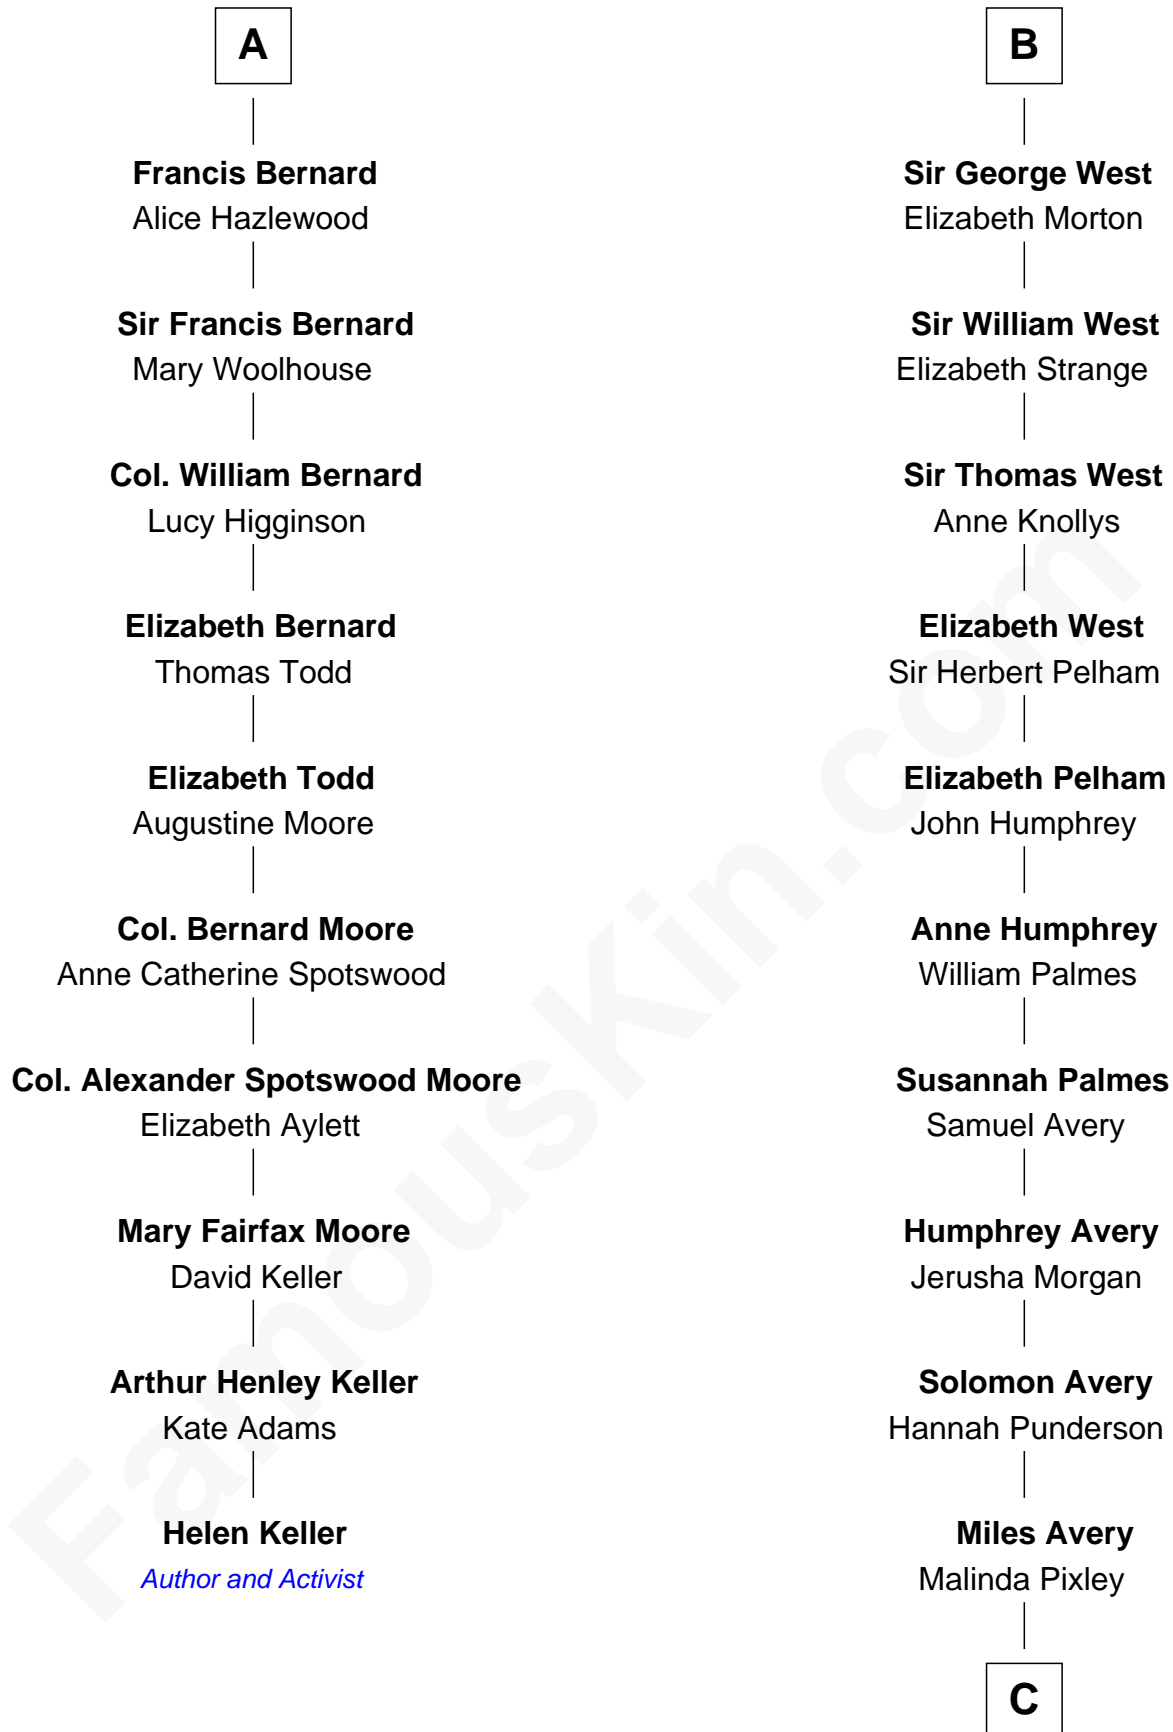 A
Francis Bernard
Alice Hazlewood
Sir Francis Bernard
Mary Woolhouse
Col. William Bernard
Lucy Higginson
Elizabeth Bernard
Thomas Todd
Elizabeth Todd
Augustine Moore
Col. Bernard Moore
Anne Catherine Spotswood
Col. Alexander Spotswood Moore
Elizabeth Aylett
Mary Fairfax Moore
David Keller
Arthur Henley Keller
Kate Adams
Helen Keller
Author and Activist
B
Sir George West
Elizabeth Morton
Sir William West
Elizabeth Strange
Sir Thomas West
Anne Knollys
Elizabeth West
Sir Herbert Pelham
Elizabeth Pelham
John Humphrey
Anne Humphrey
William Palmes
Susannah Palmes
Samuel Avery
Humphrey Avery
Jerusha Morgan
Solomon Avery
Hannah Punderson
Miles Avery
Malinda Pixley
C
FamousKin.com